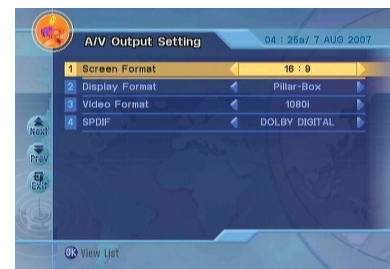 A/V Output Setting
04 : 25a/ 7 AUG 2007
1 Screen Format 16 : 9
2 Display Format Pillar-Box
3 Video Format 1080i
4 SPDIF DOLBY DIGITAL
Next
Prev
Exit
OK View List